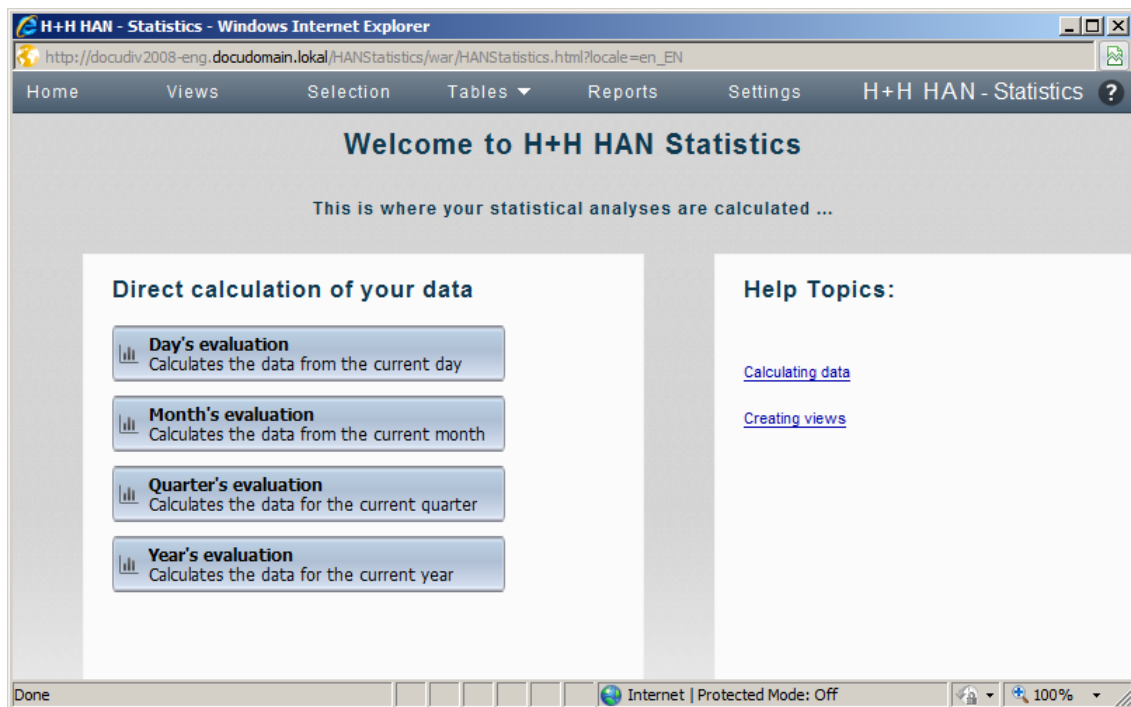 H+H HAN - Statistics - Windows Internet Explorer
http://docudiv2008-eng.docudomain.lokal/HANStatistics/war/HANStatistics.html?locale=en_EN
Home Views Selection Tables Reports Settings H+H HAN - Statistics ?
Welcome to H+H HAN Statistics
This is where your statistical analyses are calculated ...
Direct calculation of your data
Day's evaluation
Calculates the data from the current day
Month's evaluation
Calculates the data from the current month
Quarter's evaluation
Calculates the data for the current quarter
Year's evaluation
Calculates the data for the current year
Help Topics:
Calculating data
Creating views
Done Internet | Protected Mode: Off 100%